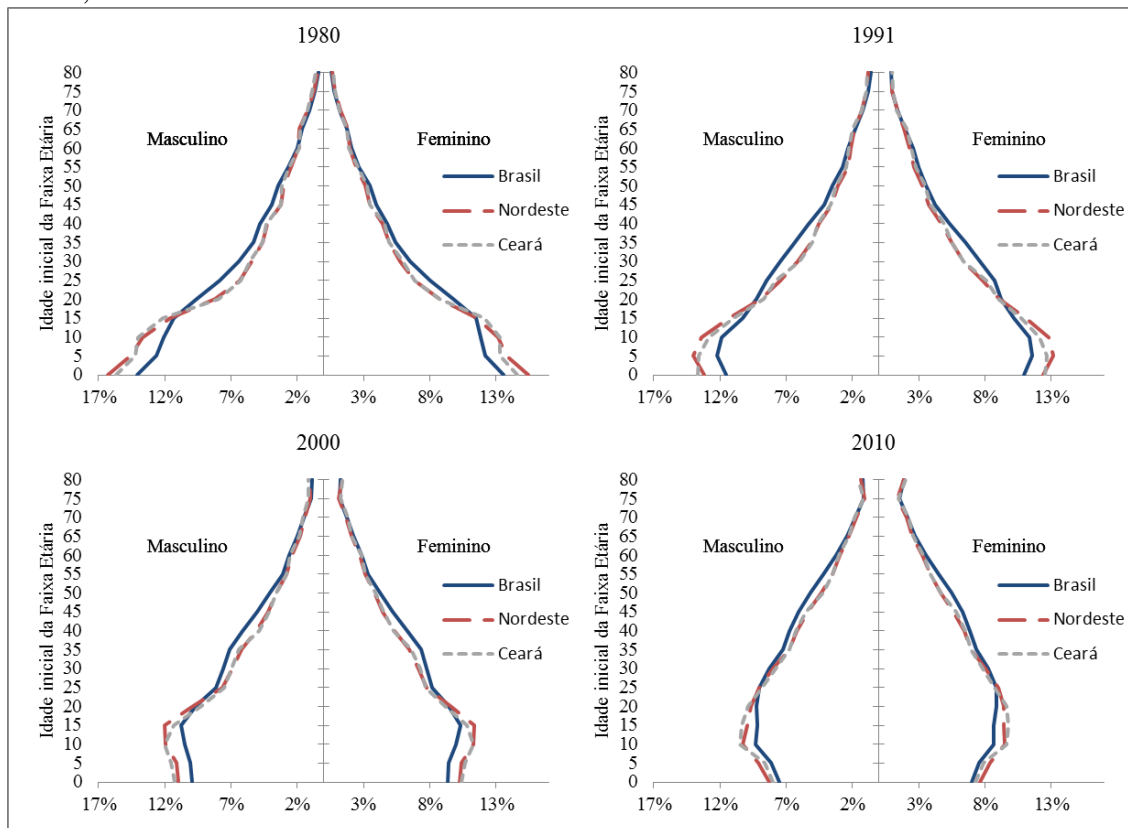 1980
Idade inicial da Faixa Etária
80
75
70
65
60
55
50
45
40
35
30
25
20
15
10
5
0
Masculino
Feminino
Brasil
Nordeste
Ceará
17% 12% 7% 2% 3% 8% 13%
1991
Idade inicial da Faixa Etária
80
75
70
65
60
55
50
45
40
35
30
25
20
15
10
5
0
Masculino
Feminino
Brasil
Nordeste
Ceará
17% 12% 7% 2% 3% 8% 13%
2000
Idade inicial da Faixa Etária
80
75
70
65
60
55
50
45
40
35
30
25
20
15
10
5
0
Masculino
Feminino
Brasil
Nordeste
Ceará
17% 12% 7% 2% 3% 8% 13%
2010
Idade inicial da Faixa Etária
80
75
70
65
60
55
50
45
40
35
30
25
20
15
10
5
0
Masculino
Feminino
Brasil
Nordeste
Ceará
17% 12% 7% 2% 3% 8% 13%